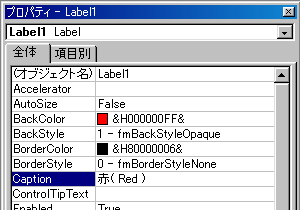 プロパティ - Label1
Label1 Label
全体 項目別
(オブジェクト名) Label1
Accelerator
AutoSize False
BackColor &H000000FF&
BackStyle 1 - fmBackStyleOpaque
BorderColor &H80000006&
BorderStyle 0 - fmBorderStyleNone
Caption 赤( Red )
ControlTipText
Enabled True